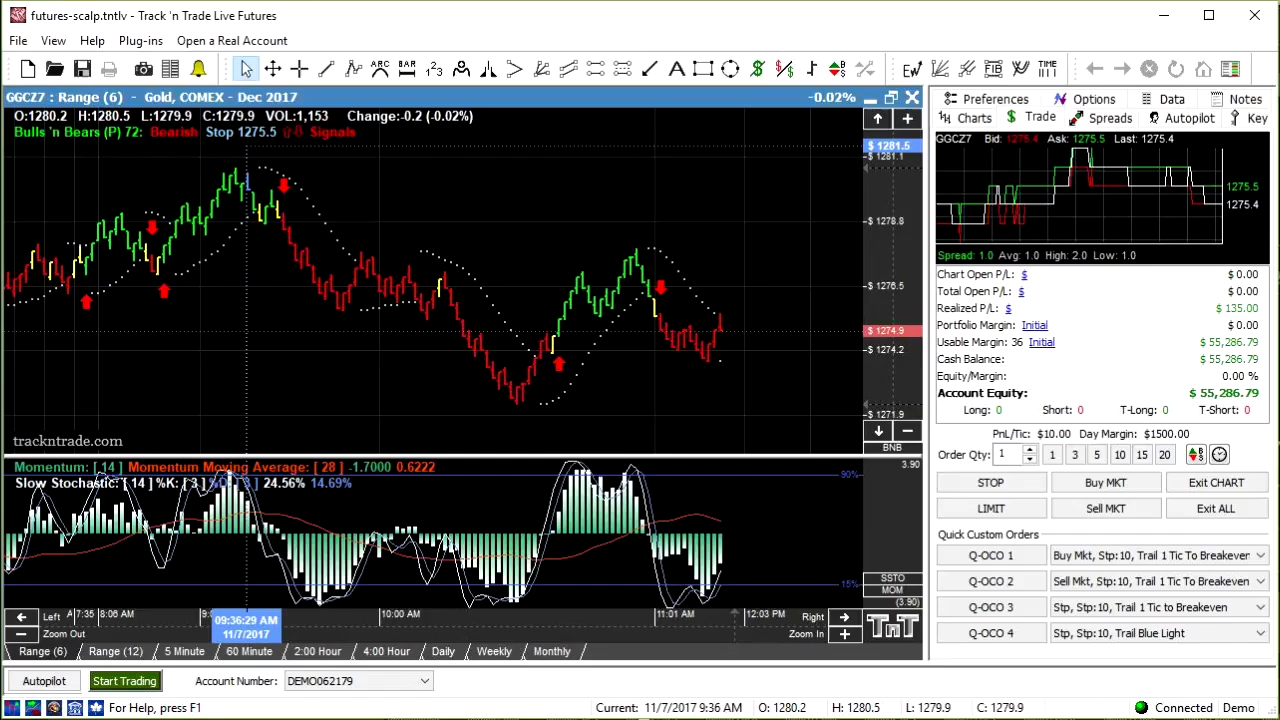 futures-scalp.tntlv - Track 'n Trade Live Futures
File View Help Plug-ins Open a Real Account
GGCZ7 : Range (6) - Gold, COMEX - Dec 2017 -0.02%
O:1280.2 H:1280.5 L:1279.9 C:1279.9 VOL:1,153 Change:-0.2 (-0.02%)
Bulls 'n Bears (P) 72: Bearish Stop 1275.5 Signals
$ 1281.5
$ 1281.1
$ 1278.8
$ 1276.5
$ 1274.9
$ 1274.2
$ 1271.9
BNB
trackntrade.com
Momentum: [ 14 ] Momentum Moving Average: [ 28 ] -1.7000 0.6222
Slow Stochastic: [ 14 ] %K: [ 3 ] 24.56% 14.69%
3.90
90%
15%
SSTO
MOM
(3.90)
Left 7:35 8:06 AM 10:00 AM 11:01 AM 12:03 PM Right
09:36:29 AM
11/7/2017
Zoom Out Zoom In TNT
Range (6) Range (12) 5 Minute 60 Minute 2:00 Hour 4:00 Hour Daily Weekly Monthly
Preferences Options Data Notes
Charts Trade Spreads Autopilot Key
GGCZ7 Bid: 1275.4 Ask: 1275.5 Last: 1275.4
1275.5
1275.4
Spread: 1.0 Avg: 1.0 High: 2.0 Low: 1.0
Chart Open P/L: $ $ 0.00
Total Open P/L: $ $ 0.00
Realized P/L: $ $ 135.00
Portfolio Margin: Initial $ 0.00
Usable Margin: 36 Initial $ 55,286.79
Cash Balance: $ 55,286.79
Equity/Margin: 0.00 %
Account Equity: $ 55,286.79
Long: 0 Short: 0 T-Long: 0 T-Short: 0
PnL/Tic: $10.00 Day Margin: $1500.00
Order Qty: 1 1 3 5 10 15 20
STOP Buy MKT Exit CHART
LIMIT Sell MKT Exit ALL
Quick Custom Orders
Q-OCO 1 Buy Mkt, Stp:10, Trail 1 Tic To Breakeven
Q-OCO 2 Sell Mkt, Stp:10, Trail 1 Tic To Breakeven
Q-OCO 3 Stp, Stp:10, Trail 1 Tic to Breakeven
Q-OCO 4 Stp, Stp:10, Trail Blue Light
Autopilot Start Trading Account Number: DEMO062179
For Help, press F1 Current: 11/7/2017 9:36 AM O: 1280.2 H: 1280.5 L: 1279.9 C: 1279.9 Connected Demo